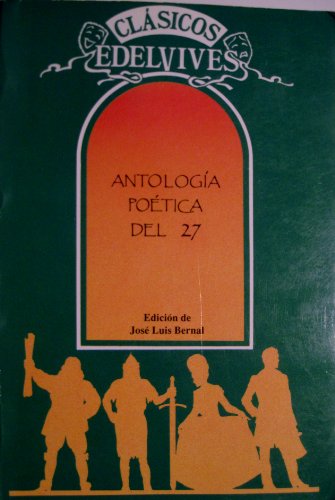 CLÁSICOS
EDELVIVES
ANTOLOGÍA
POÉTICA
DEL 27
Edición de
José Luis Bernal